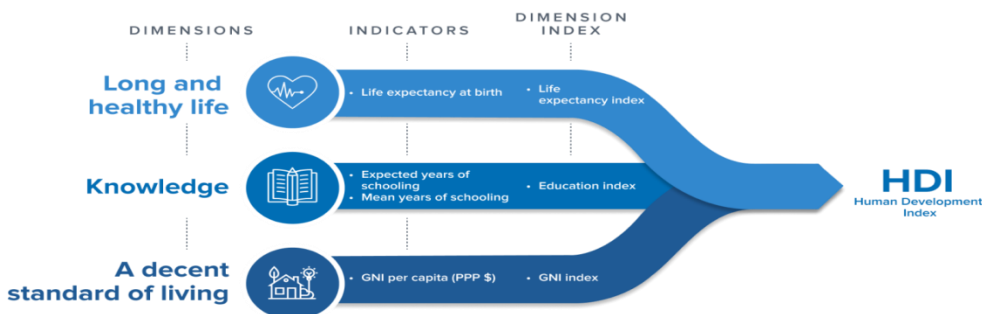 DIMENSIONS
INDICATORS
DIMENSION
INDEX
Long and
healthy life
• Life expectancy at birth
• Life
expectancy index
Knowledge
• Expected years of
schooling
• Mean years of schooling
• Education index
A decent
standard of living
• GNI per capita (PPP $)
• GNI index
HDI
Human Development
Index